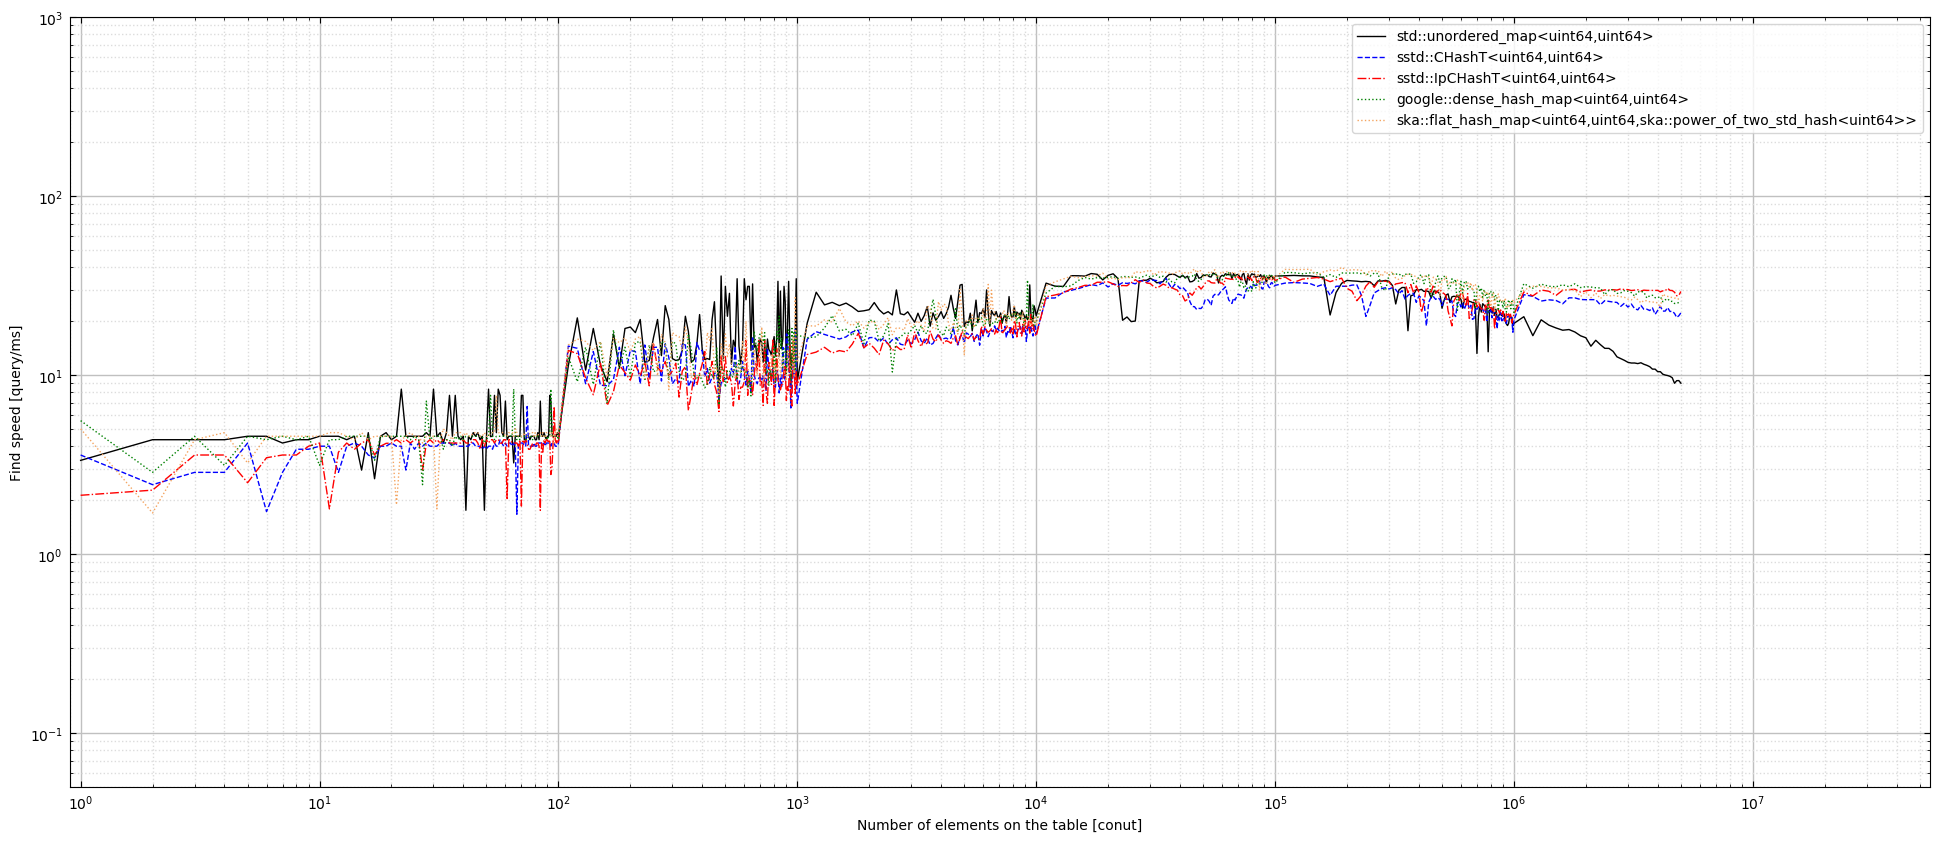 10³
std::unordered_map<uint64,uint64>
sstd::CHashT<uint64,uint64>
sstd::IpCHashT<uint64,uint64>
google::dense_hash_map<uint64,uint64>
ska::flat_hash_map<uint64,uint64,ska::power_of_two_std_hash<uint64>>
10²
10¹
10⁰
10⁻¹
Find speed [query/ms]
10⁰
10¹
10²
10³
10⁴
10⁵
10⁶
10⁷
Number of elements on the table [conut]